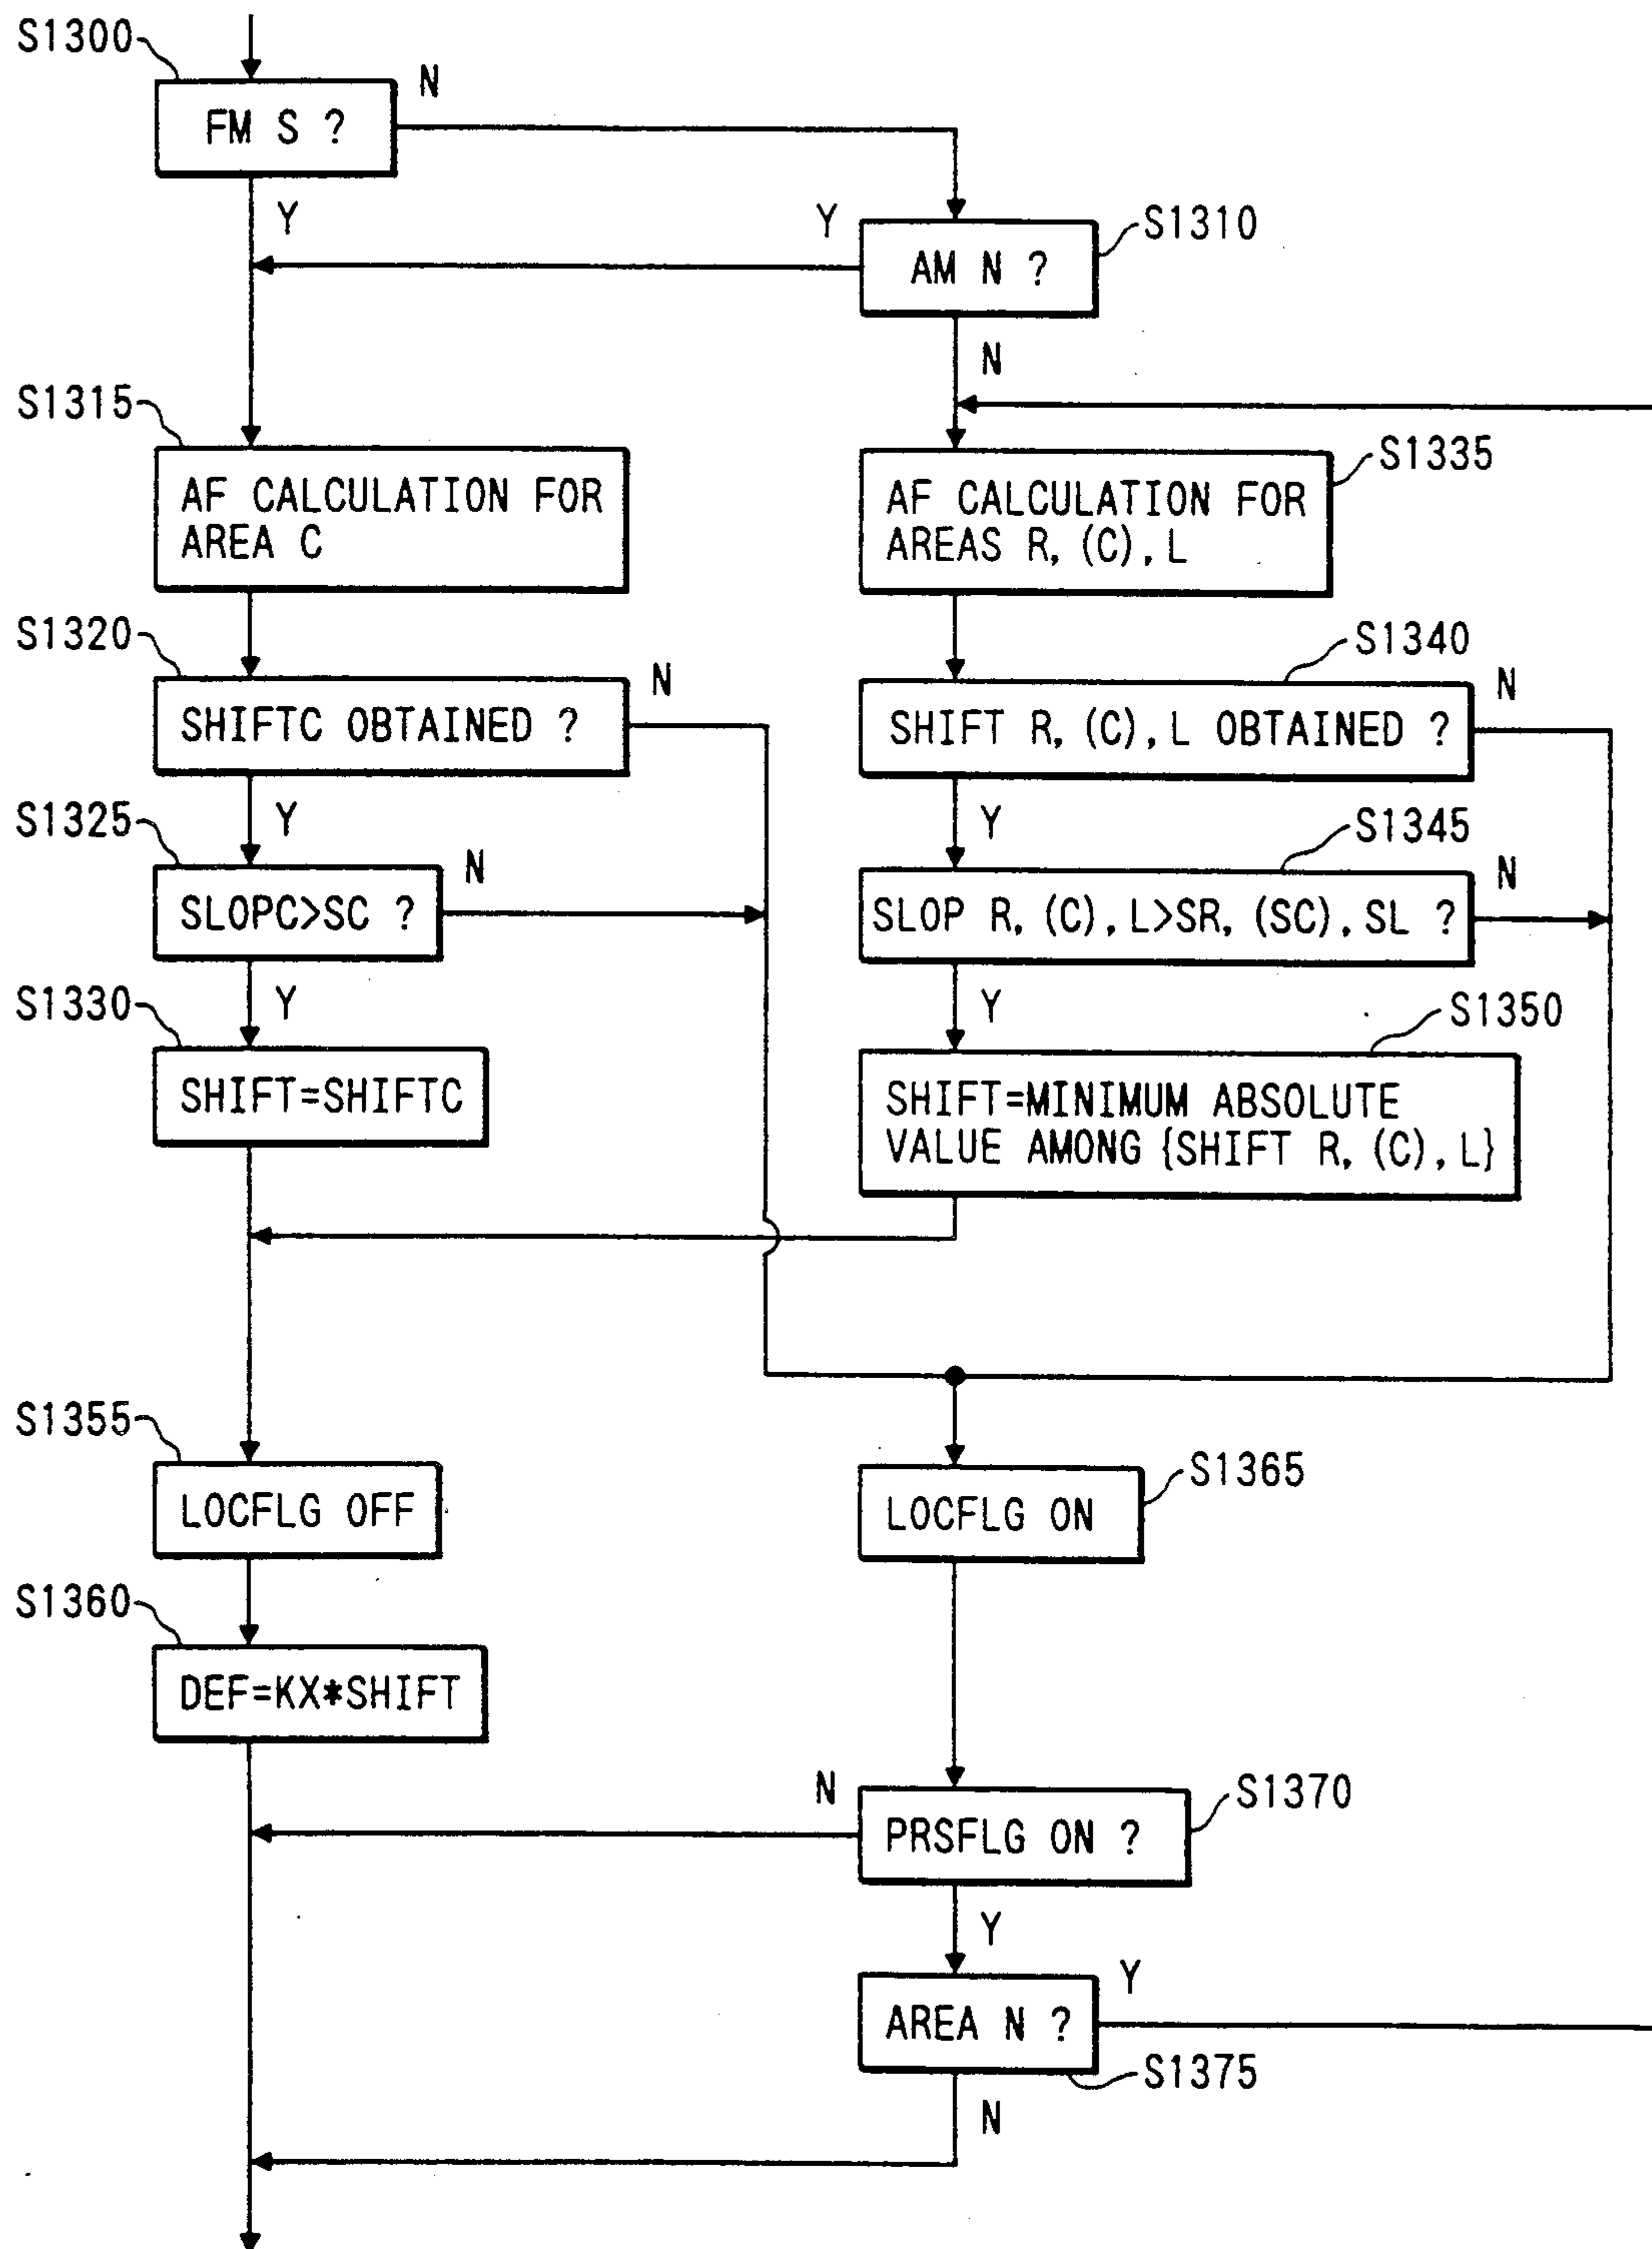 S1300
FM S ?
N
Y
Y
AM N ?
S1310
N
S1315
AF CALCULATION FOR
AREA C
S1335
AF CALCULATION FOR
AREAS R, (C), L
S1320
SHIFTC OBTAINED ?
N
Y
S1340
SHIFT R, (C), L OBTAINED ?
N
Y
S1325
SLOPC>SC ?
N
Y
S1345
SLOP R, (C), L>SR, (SC), SL ?
N
Y
S1330
SHIFT=SHIFTC
S1350
SHIFT=MINIMUM ABSOLUTE
VALUE AMONG {SHIFT R, (C), L}
S1355
LOCFLG OFF
S1365
LOCFLG ON
S1360
DEF=KX*SHIFT
N
PRSFLG ON ?
S1370
Y
AREA N ?
Y
S1375
N